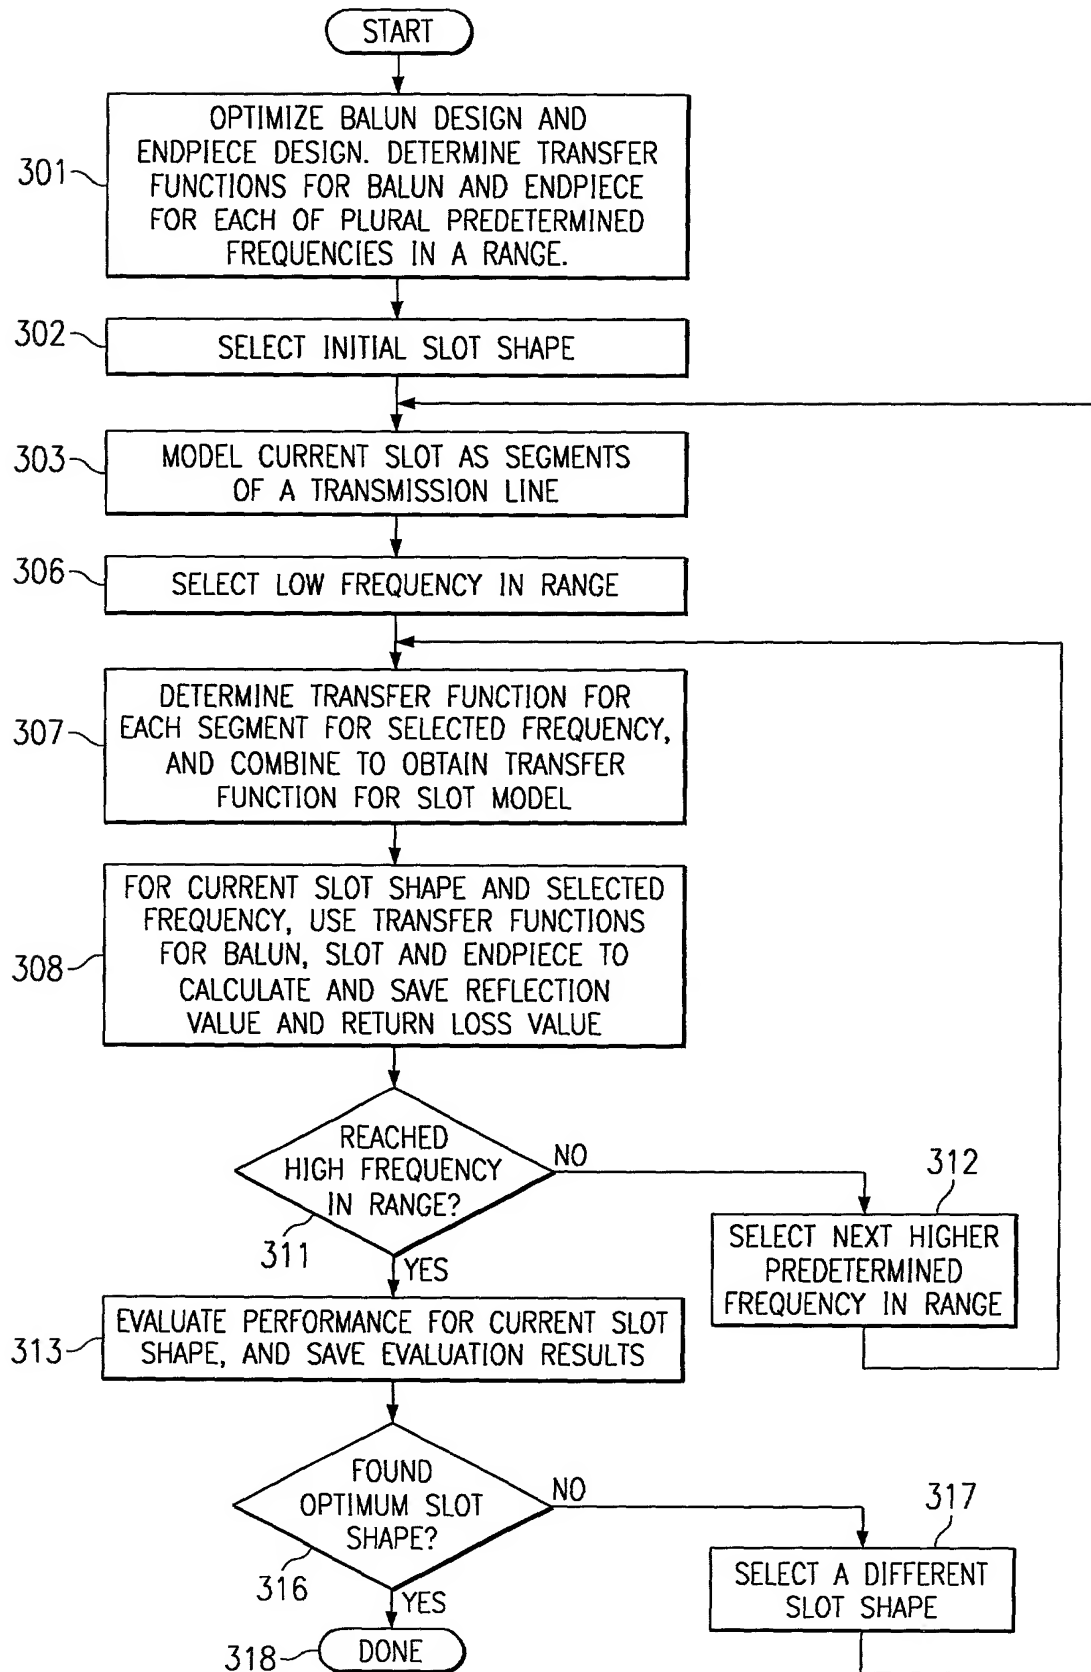 START
301
OPTIMIZE BALUN DESIGN AND
ENDPIECE DESIGN. DETERMINE TRANSFER
FUNCTIONS FOR BALUN AND ENDPIECE
FOR EACH OF PLURAL PREDETERMINED
FREQUENCIES IN A RANGE.
302
SELECT INITIAL SLOT SHAPE
303
MODEL CURRENT SLOT AS SEGMENTS
OF A TRANSMISSION LINE
306
SELECT LOW FREQUENCY IN RANGE
307
DETERMINE TRANSFER FUNCTION FOR
EACH SEGMENT FOR SELECTED FREQUENCY,
AND COMBINE TO OBTAIN TRANSFER
FUNCTION FOR SLOT MODEL
308
FOR CURRENT SLOT SHAPE AND SELECTED
FREQUENCY, USE TRANSFER FUNCTIONS
FOR BALUN, SLOT AND ENDPIECE TO
CALCULATE AND SAVE REFLECTION
VALUE AND RETURN LOSS VALUE
REACHED
HIGH FREQUENCY
IN RANGE?
311
NO
YES
312
SELECT NEXT HIGHER
PREDETERMINED
FREQUENCY IN RANGE
313
EVALUATE PERFORMANCE FOR CURRENT SLOT
SHAPE, AND SAVE EVALUATION RESULTS
FOUND
OPTIMUM SLOT
SHAPE?
316
NO
YES
317
SELECT A DIFFERENT
SLOT SHAPE
318
DONE